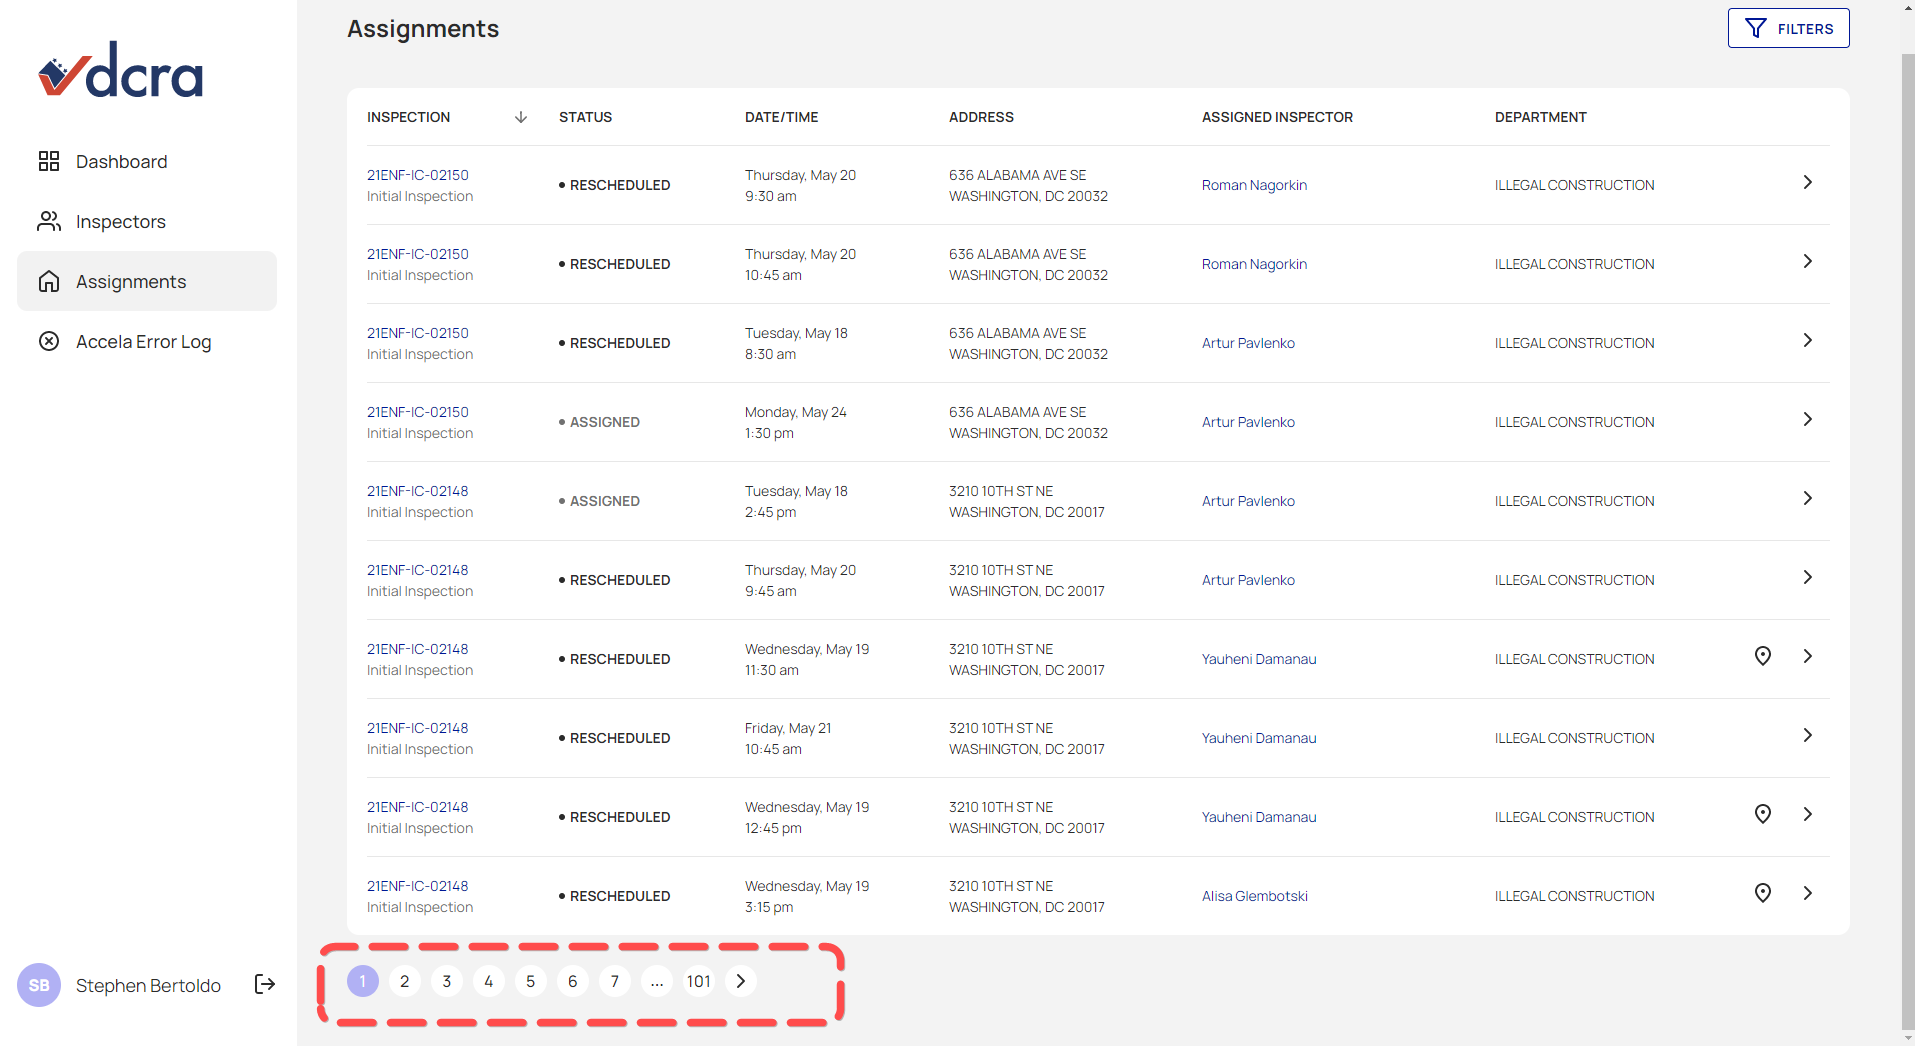 dcra
Dashboard
Inspectors
Assignments
Accela Error Log
SB Stephen Bertoldo
Assignments
FILTERS
INSPECTION STATUS DATE/TIME ADDRESS ASSIGNED INSPECTOR DEPARTMENT
21ENF-IC-02150 Thursday, May 20 636 ALABAMA AVE SE
RESCHEDULED Roman Nagorkin ILLEGAL CONSTRUCTION
Initial Inspection 9:30 am WASHINGTON, DC 20032
21ENF-IC-02150 Thursday, May 20 636 ALABAMA AVE SE
RESCHEDULED Roman Nagorkin ILLEGAL CONSTRUCTION
Initial Inspection 10:45 am WASHINGTON, DC 20032
21ENF-IC-02150 Tuesday, May 18 636 ALABAMA AVE SE
RESCHEDULED Artur Pavlenko ILLEGAL CONSTRUCTION
Initial Inspection 8:30 am WASHINGTON, DC 20032
21ENF-IC-02150 Monday, May 24 636 ALABAMA AVE SE
ASSIGNED Artur Pavlenko ILLEGAL CONSTRUCTION
Initial Inspection 1:30 pm WASHINGTON, DC 20032
21ENF-IC-02148 Tuesday, May 18 3210 10TH ST NE
ASSIGNED Artur Pavlenko ILLEGAL CONSTRUCTION
Initial Inspection 2:45 pm WASHINGTON, DC 20017
21ENF-IC-02148 Thursday, May 20 3210 10TH ST NE
RESCHEDULED Artur Pavlenko ILLEGAL CONSTRUCTION
Initial Inspection 9:45 am WASHINGTON, DC 20017
21ENF-IC-02148 Wednesday, May 19 3210 10TH ST NE
RESCHEDULED Yauheni Damanau ILLEGAL CONSTRUCTION
Initial Inspection 11:30 am WASHINGTON, DC 20017
21ENF-IC-02148 Friday, May 21 3210 10TH ST NE
RESCHEDULED Yauheni Damanau ILLEGAL CONSTRUCTION
Initial Inspection 10:45 am WASHINGTON, DC 20017
21ENF-IC-02148 Wednesday, May 19 3210 10TH ST NE
RESCHEDULED Yauheni Damanau ILLEGAL CONSTRUCTION
Initial Inspection 12:45 pm WASHINGTON, DC 20017
21ENF-IC-02148 Wednesday, May 19 3210 10TH ST NE
RESCHEDULED Alisa Glembotski ILLEGAL CONSTRUCTION
Initial Inspection 3:15 pm WASHINGTON, DC 20017
1 2 3 4 5 6 7 ... 101